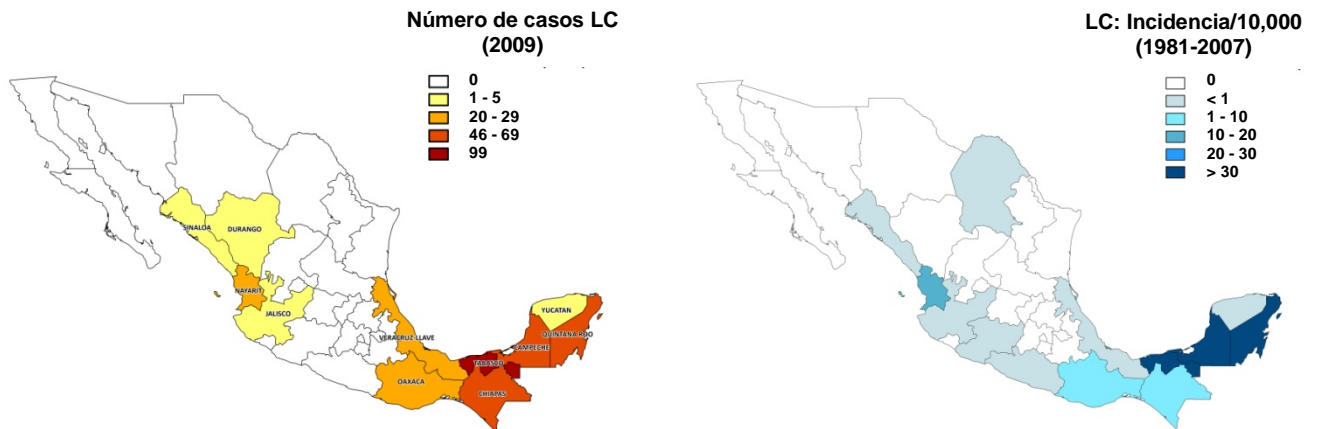 Número de casos LC
(2009)
0
1 - 5
20 - 29
46 - 69
99
SINALOA
DURANGO
NAYARIT
JALISCO
VERACRUZ-LLAVE
OAXACA
TABASCO
CHIAPAS
CAMPECHE
YUCATAN
QUINTANA ROO
LC: Incidencia/10,000
(1981-2007)
0
< 1
1 - 10
10 - 20
20 - 30
> 30